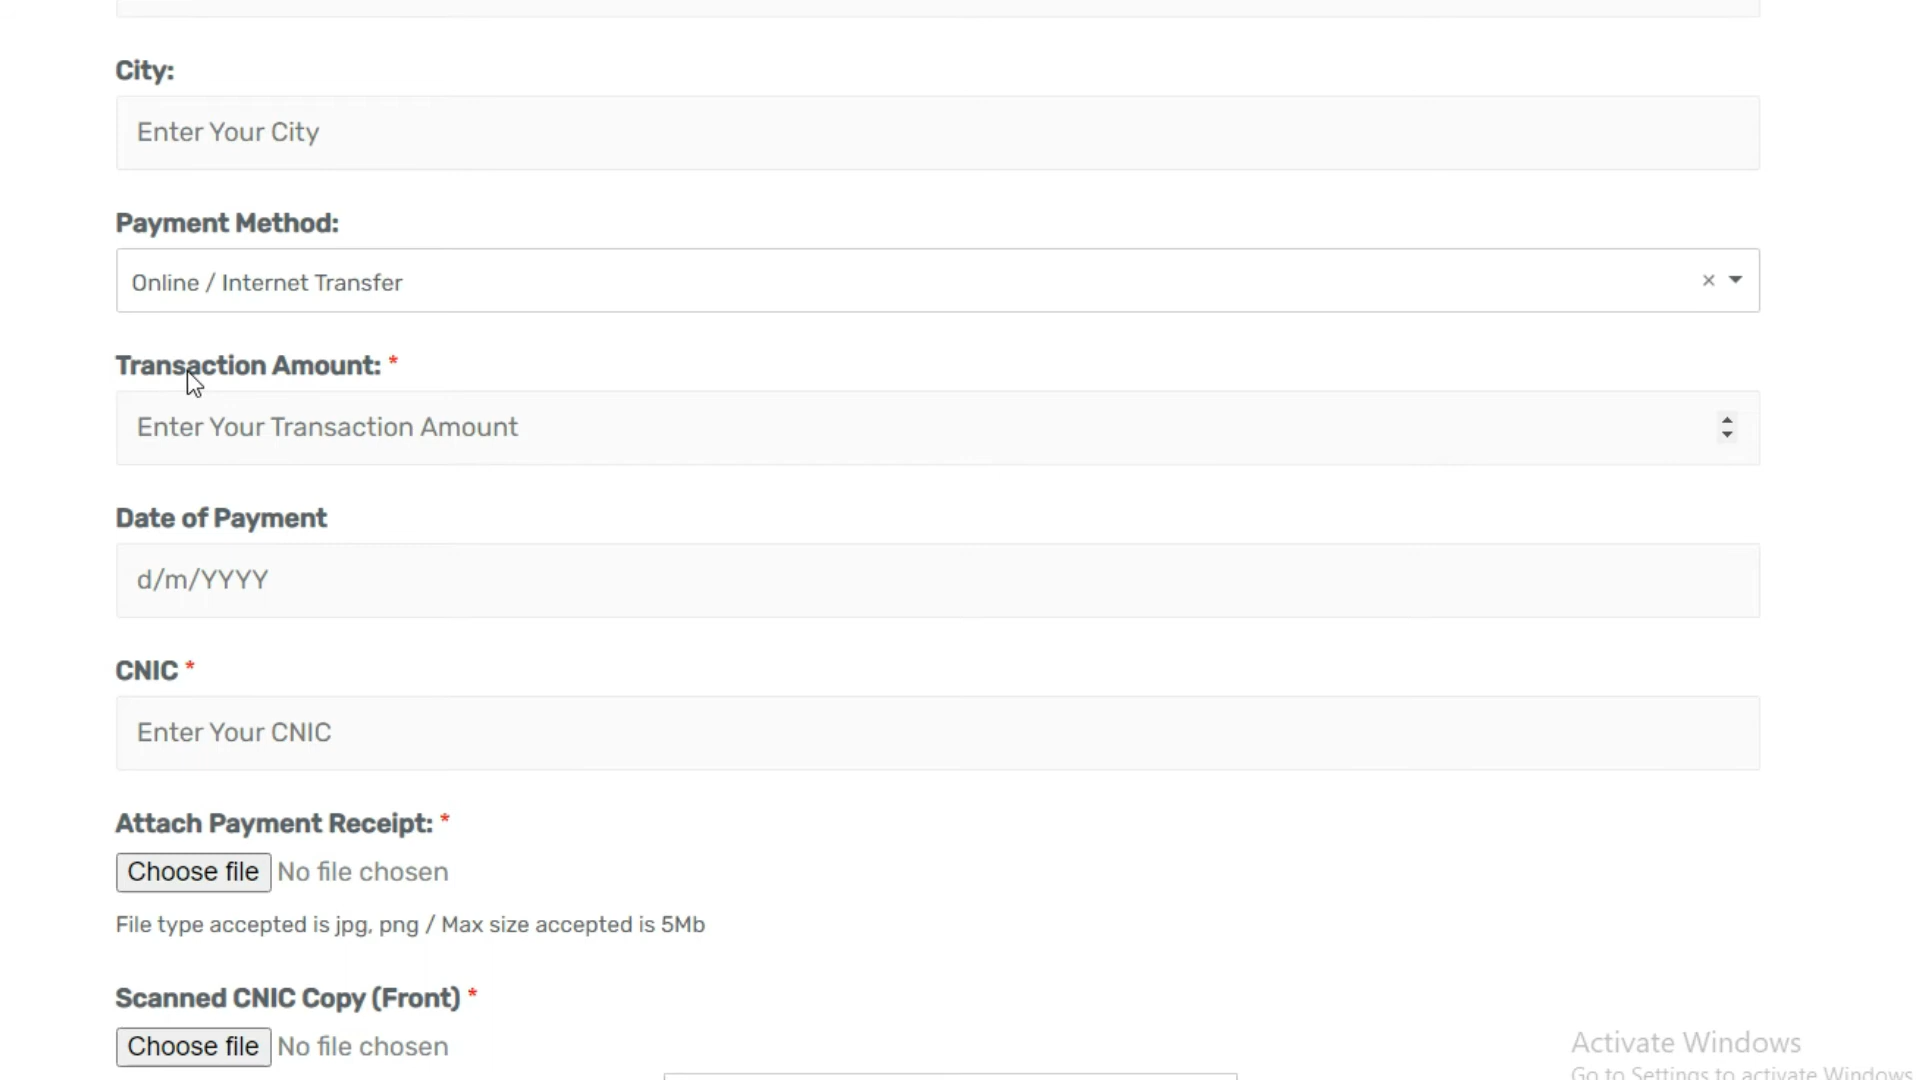 City:
Enter Your City
Payment Method:
Online / Internet Transfer
Transaction Amount: *
Enter Your Transaction Amount
Date of Payment
d/m/YYYY
CNIC *
Enter Your CNIC
Attach Payment Receipt: *
Choose file No file chosen
File type accepted is jpg, png / Max size accepted is 5Mb
Scanned CNIC Copy (Front) *
Choose file No file chosen
Activate Windows
Go to Settings to activate Windows